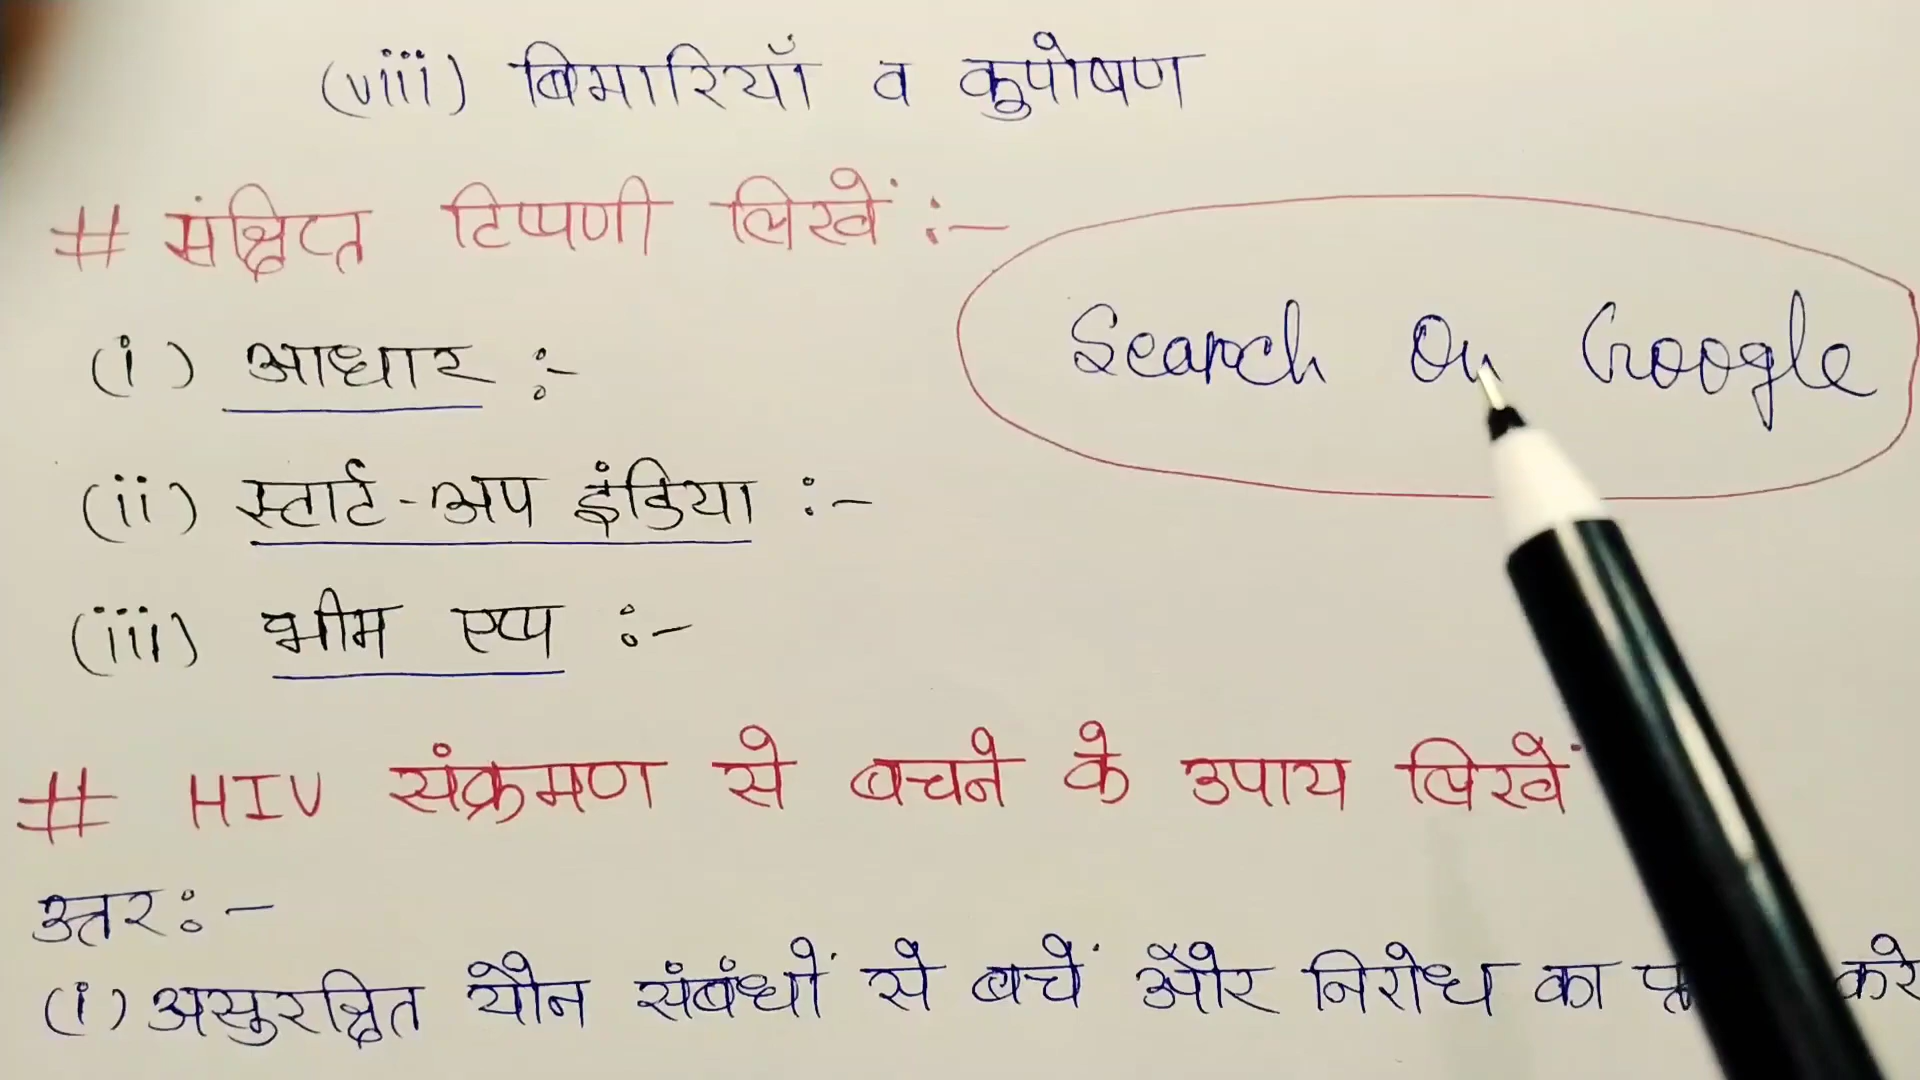 (viii) बिमारियाँ व कूपोषण
# संक्षिप्त टिप्पणी लिखें :-
Search On Google
(i) आधार :-
(ii) स्टार्ट-अप इंडिया :-
(iii) भीम एप्प :-
# HIV संक्रमण से बचने के उपाय लिखें
उत्तर :-
(i) असुरक्षित यौन संबंधों से बचें और निरोध का करे